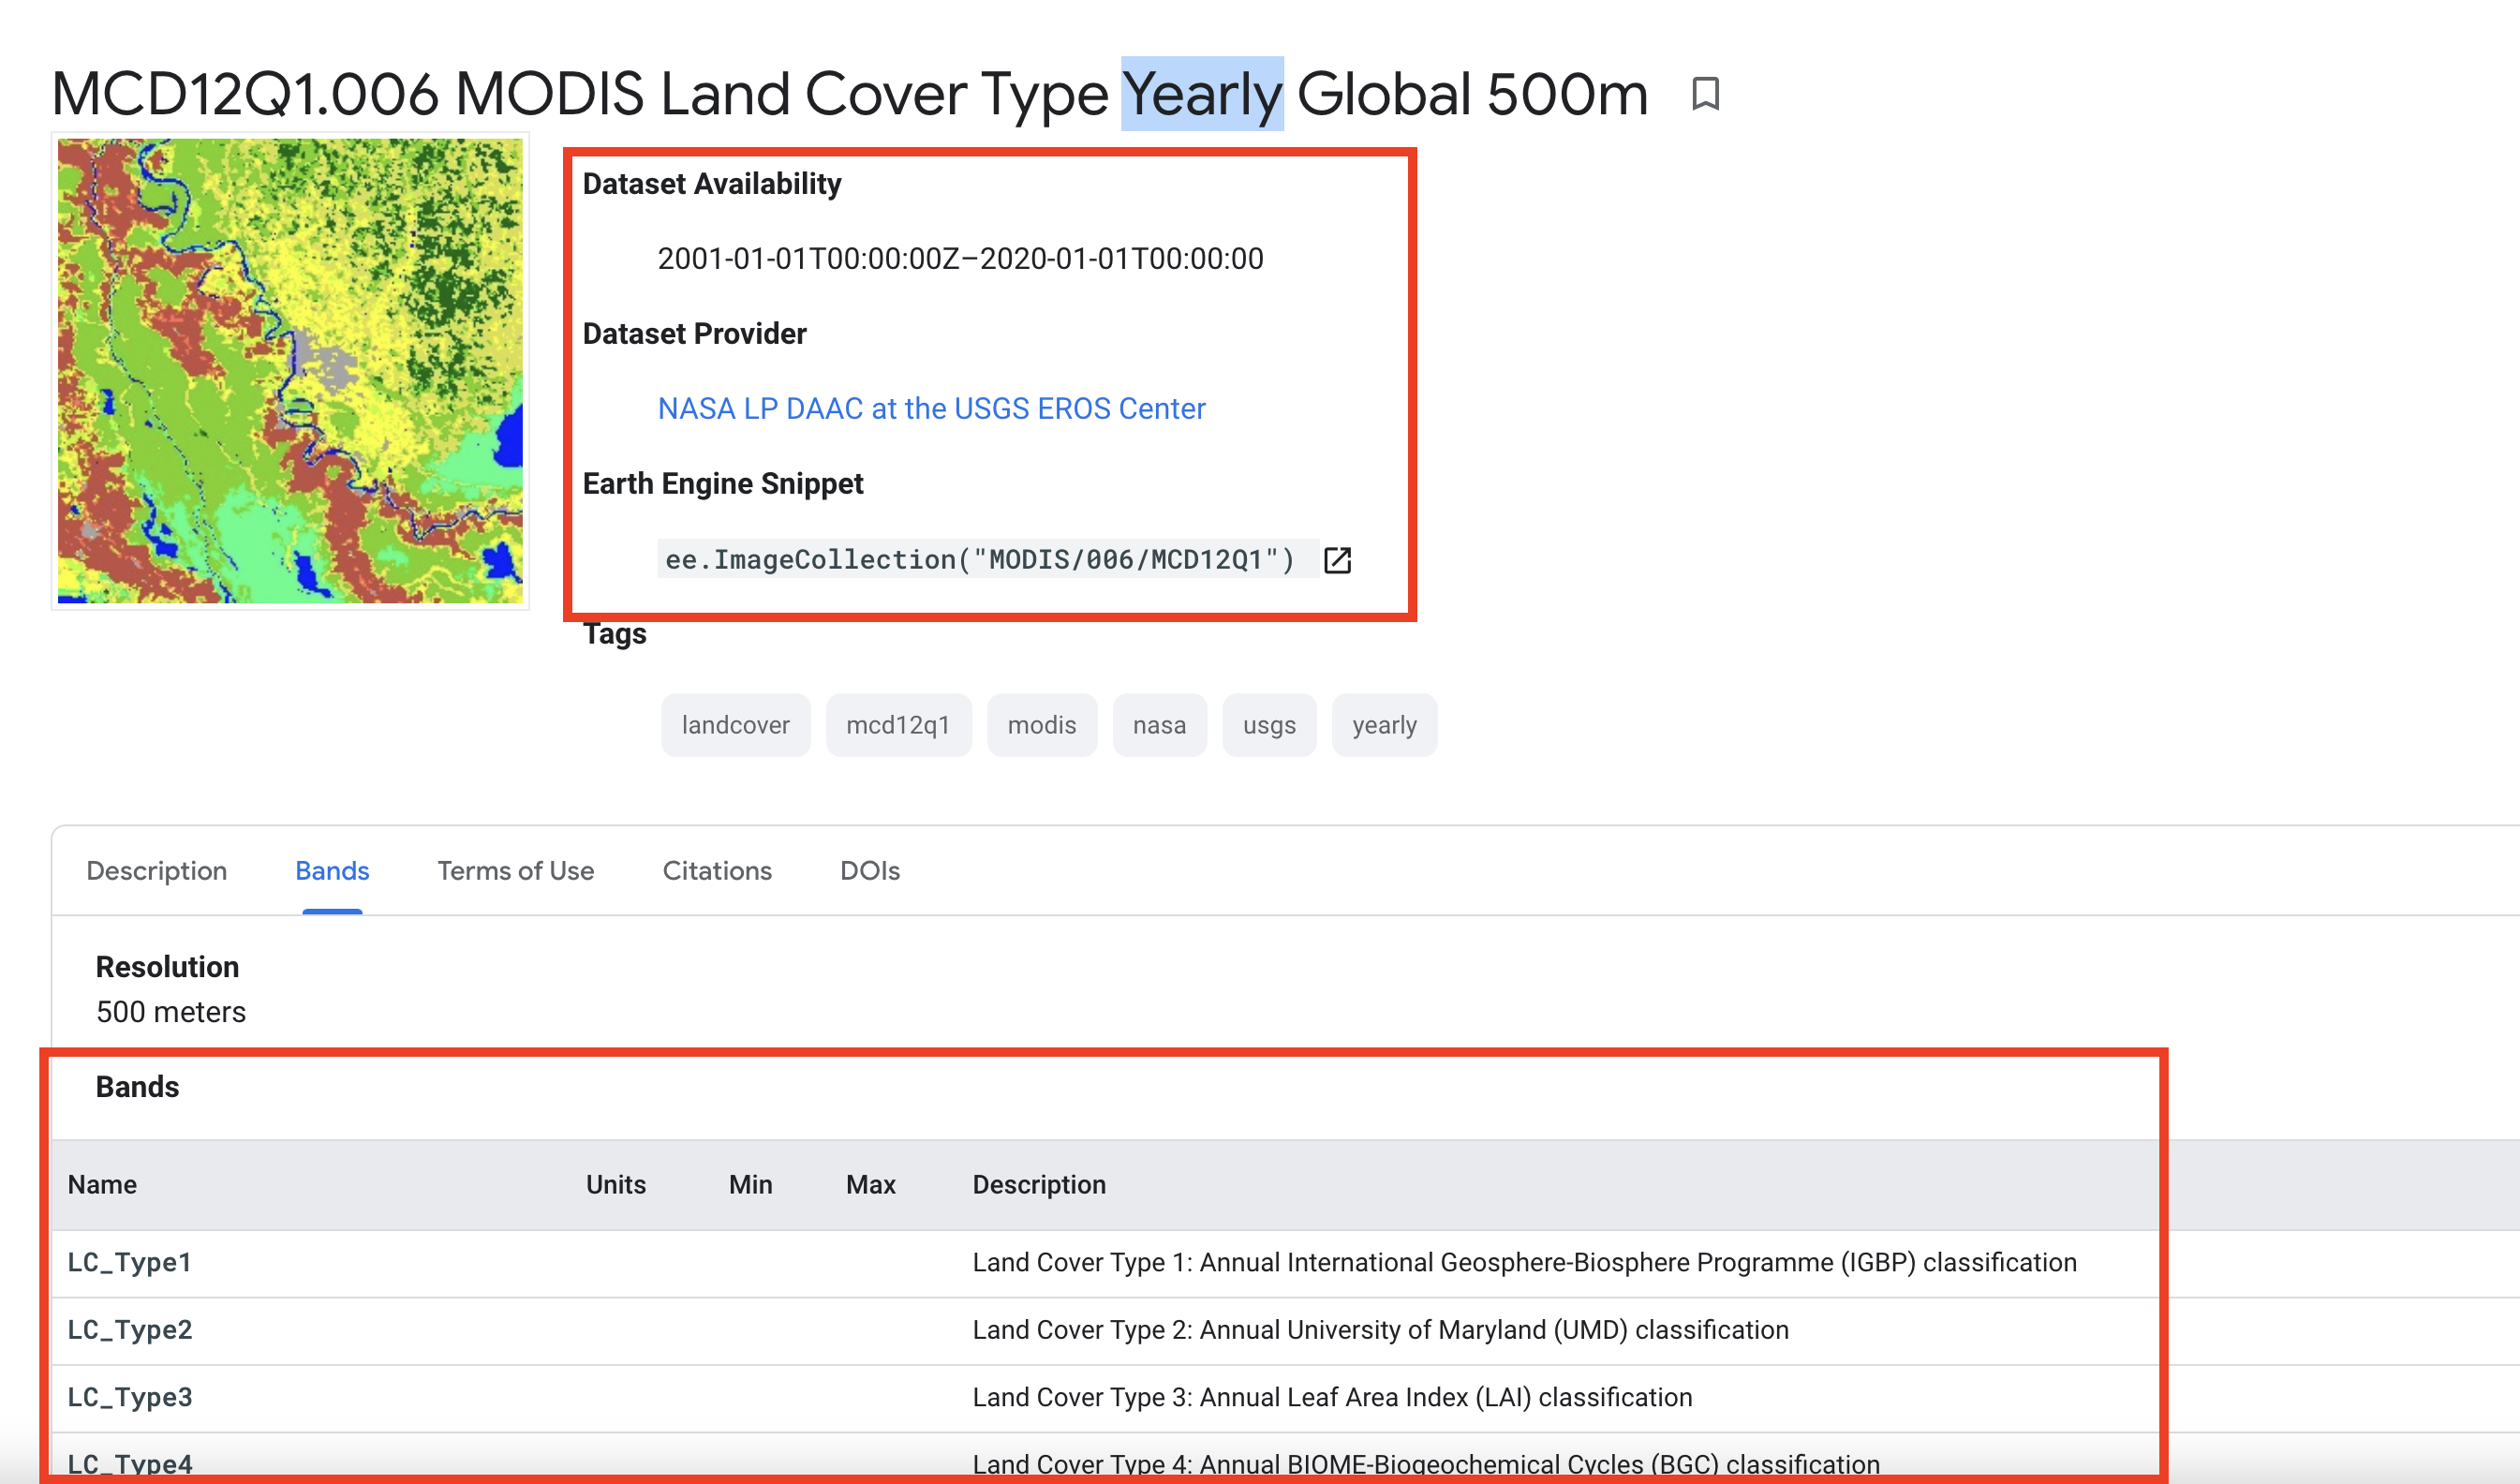 MCD12Q1.006 MODIS Land Cover Type Yearly Global 500m
Dataset Availability
2001-01-01T00:00:00Z–2020-01-01T00:00:00
Dataset Provider
NASA LP DAAC at the USGS EROS Center
Earth Engine Snippet
ee.ImageCollection("MODIS/006/MCD12Q1")
Tags
landcover mcd12q1 modis nasa usgs yearly
Description Bands Terms of Use Citations DOIs
Resolution
500 meters
Bands
Name Units Min Max Description
LC_Type1 Land Cover Type 1: Annual International Geosphere-Biosphere Programme (IGBP) classification
LC_Type2 Land Cover Type 2: Annual University of Maryland (UMD) classification
LC_Type3 Land Cover Type 3: Annual Leaf Area Index (LAI) classification
LC_Type4 Land Cover Type 4: Annual BIOME-Biogeochemical Cycles (BGC) classification